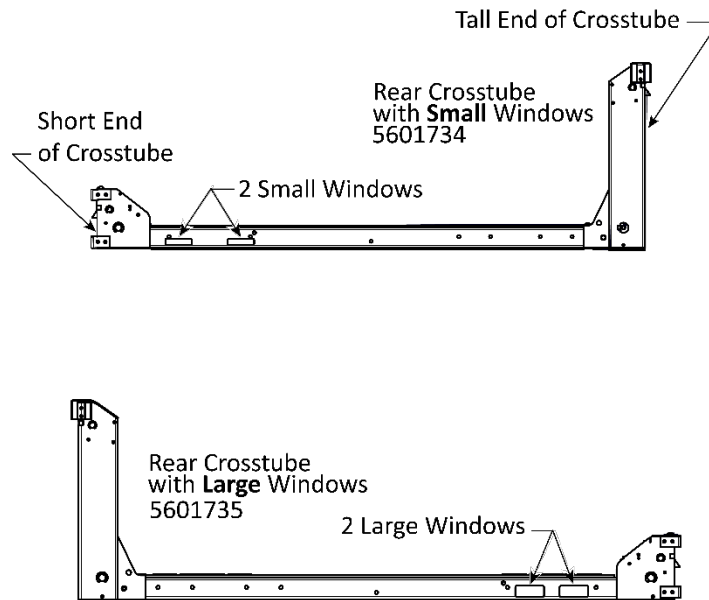 Tall End of Crosstube
Rear Crosstube
with Small Windows
5601734
Short End
of Crosstube
2 Small Windows
Rear Crosstube
with Large Windows
5601735
2 Large Windows